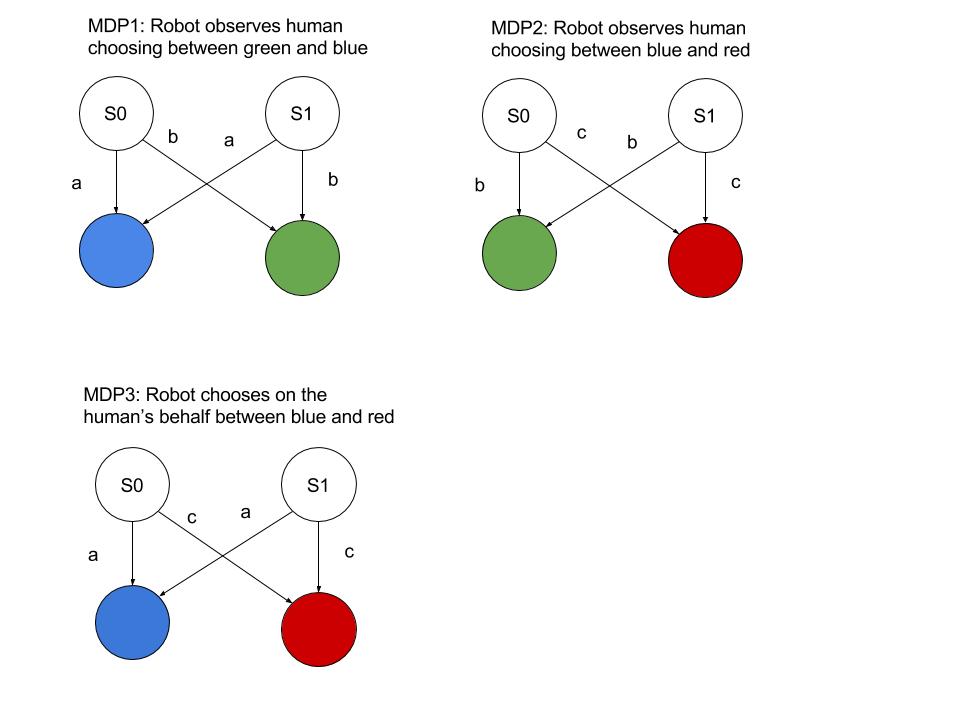 MDP1: Robot observes human
choosing between green and blue
S0
S1
b
a
a
b
MDP2: Robot observes human
choosing between blue and red
S0
S1
c
b
b
c
MDP3: Robot chooses on the
human's behalf between blue and red
S0
S1
c
a
a
c